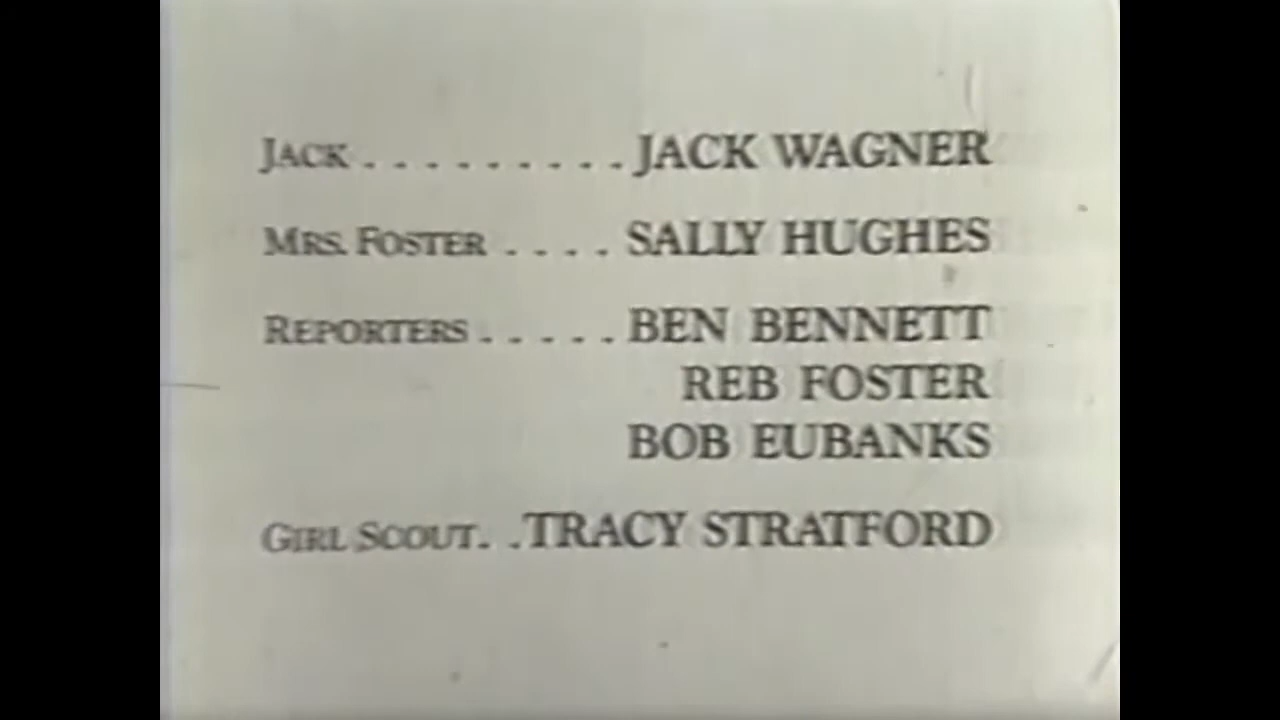 JACK . . . . . . . . . . JACK WAGNER
MRS. FOSTER . . . . SALLY HUGHES
REPORTERS . . . . . BEN BENNETT
REB FOSTER
BOB EUBANKS
GIRL SCOUT. . TRACY STRATFORD